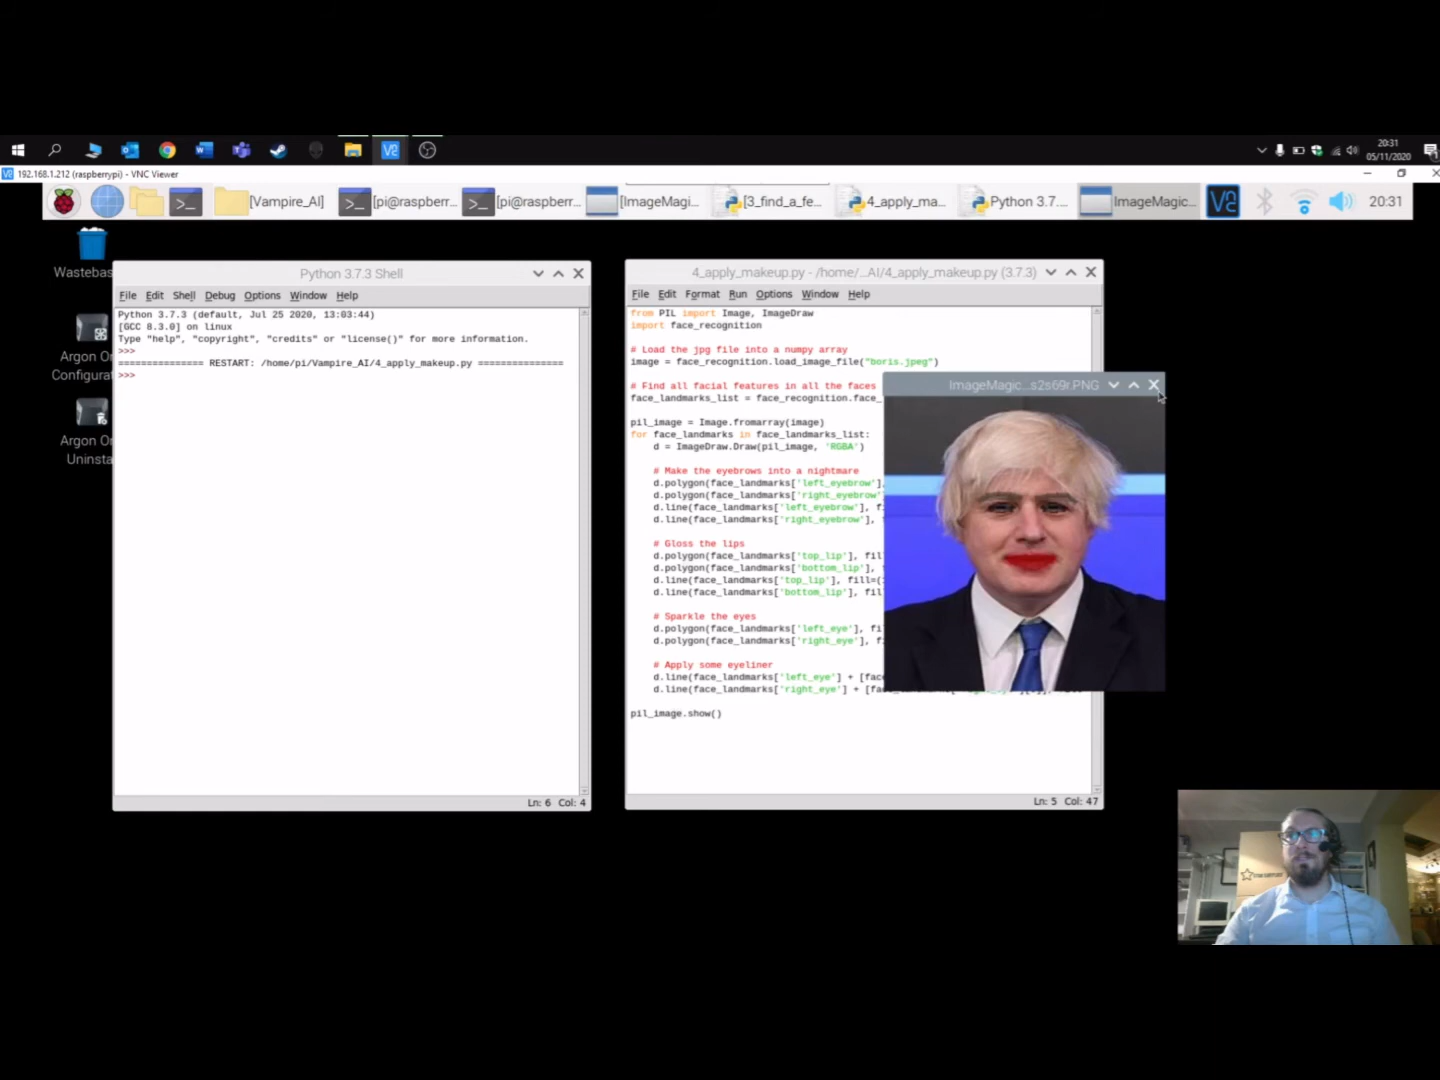 20:31
05/11/2020
192.168.1.212 (raspberrypi) - VNC Viewer
[Vampire_AI]
[pi@raspberr...
[pi@raspberr...
[ImageMagi...
[3_find_a_fe...
4_apply_ma...
Python 3.7....
ImageMagic...
20:31
Wastebas
Argon On
Configurat
Argon On
Uninsta
Python 3.7.3 Shell
File Edit Shell Debug Options Window Help
Python 3.7.3 (default, Jul 25 2020, 13:03:44)
[GCC 8.3.0] on linux
Type "help", "copyright", "credits" or "license()" for more information.
>>>
=============== RESTART: /home/pi/Vampire_AI/4_apply_makeup.py ===============
>>>
Ln: 6 Col: 4
4_apply_makeup.py - /home/...AI/4_apply_makeup.py (3.7.3)
File Edit Format Run Options Window Help
from PIL import Image, ImageDraw
import face_recognition
# Load the jpg file into a numpy array
image = face_recognition.load_image_file("boris.jpeg")
# Find all facial features in all the faces
face_landmarks_list = face_recognition.face_
pil_image = Image.fromarray(image)
for face_landmarks in face_landmarks_list:
d = ImageDraw.Draw(pil_image, 'RGBA')
# Make the eyebrows into a nightmare
d.polygon(face_landmarks['left_eyebrow'],
d.polygon(face_landmarks['right_eyebrow'
d.line(face_landmarks['left_eyebrow'], f
d.line(face_landmarks['right_eyebrow'],
# Gloss the lips
d.polygon(face_landmarks['top_lip'], fil
d.polygon(face_landmarks['bottom_lip'],
d.line(face_landmarks['top_lip'], fill=(
d.line(face_landmarks['bottom_lip'], fil
# Sparkle the eyes
d.polygon(face_landmarks['left_eye'], fi
d.polygon(face_landmarks['right_eye'], f
# Apply some eyeliner
d.line(face_landmarks['left_eye'] + [face
d.line(face_landmarks['right_eye'] + [f
pil_image.show()
Ln: 5 Col: 47
ImageMagic...s2s69r.PNG